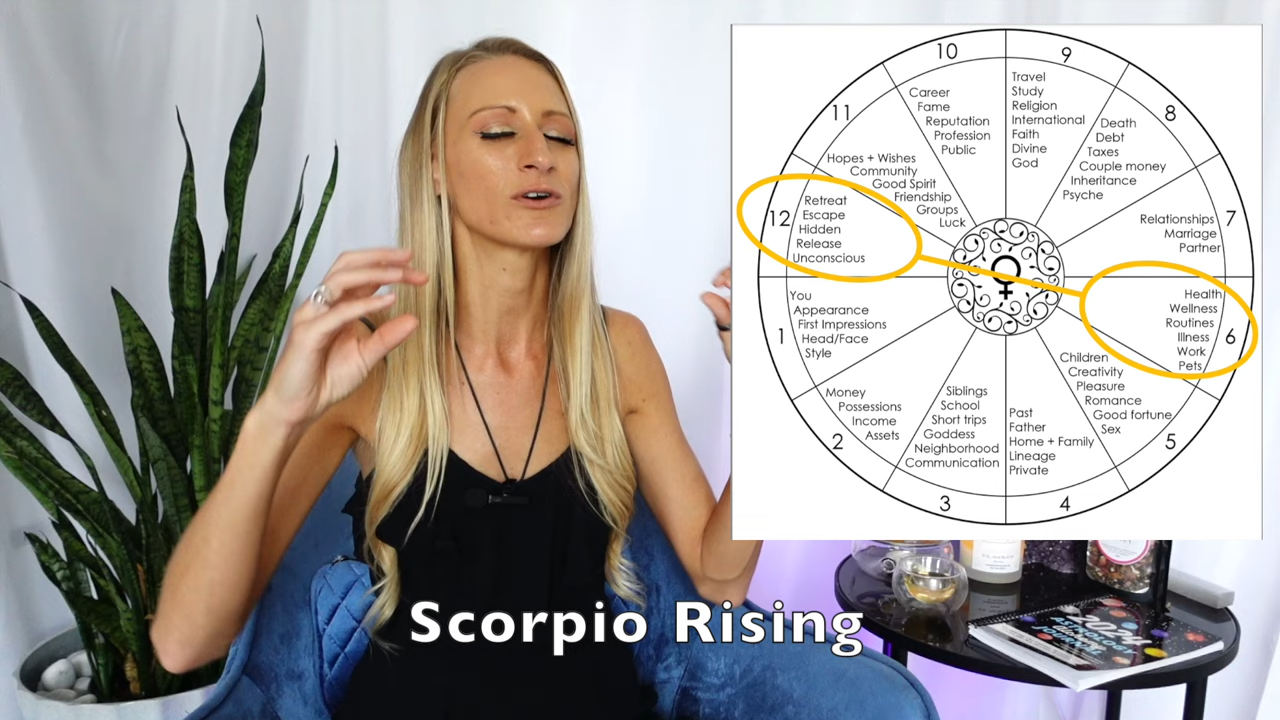 10
Career
Fame
Reputation
Profession
Public
9
Travel
Study
Religion
International
Faith
Divine
God
8
Death
Debt
Taxes
Couple money
Inheritance
Psyche
11
Hopes + Wishes
Community
Good Spirit
Friendship
Groups
Luck
12
Retreat
Escape
Hidden
Release
Unconscious
7
Relationships
Marriage
Partner
1
You
Appearance
First Impressions
Head/Face
Style
6
Health
Wellness
Routines
Illness
Work
Pets
2
Money
Possessions
Income
Assets
3
Siblings
School
Short trips
Goddess
Neighborhood
Communication
4
Past
Father
Home + Family
Lineage
Private
5
Children
Creativity
Pleasure
Romance
Good fortune
Sex
Scorpio Rising
2024
ASTROLOGY